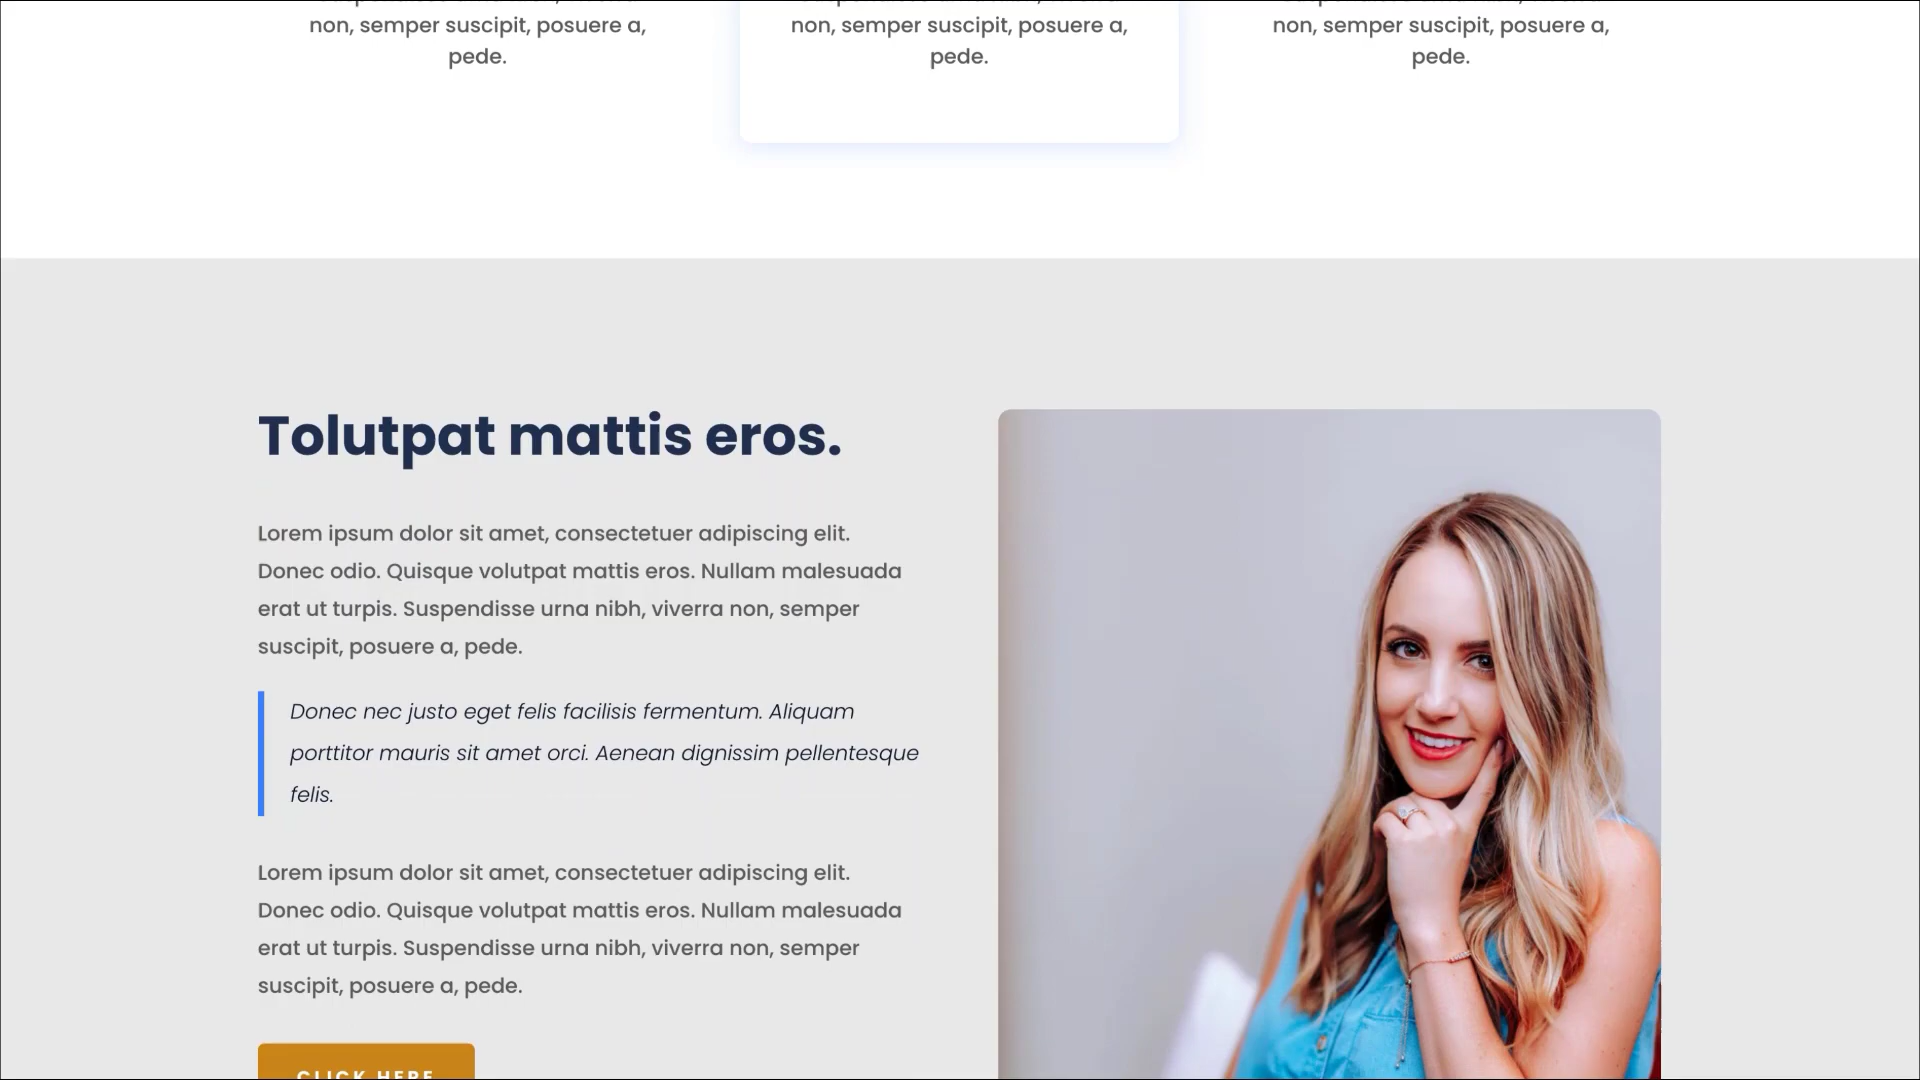 non, semper suscipit, posuere a,
pede.
non, semper suscipit, posuere a,
pede.
non, semper suscipit, posuere a,
pede.
Tolutpat mattis eros.
Lorem ipsum dolor sit amet, consectetuer adipiscing elit.
Donec odio. Quisque volutpat mattis eros. Nullam malesuada
erat ut turpis. Suspendisse urna nibh, viverra non, semper
suscipit, posuere a, pede.
Donec nec justo eget felis facilisis fermentum. Aliquam
porttitor mauris sit amet orci. Aenean dignissim pellentesque
felis.
Lorem ipsum dolor sit amet, consectetuer adipiscing elit.
Donec odio. Quisque volutpat mattis eros. Nullam malesuada
erat ut turpis. Suspendisse urna nibh, viverra non, semper
suscipit, posuere a, pede.
CLICK HERE